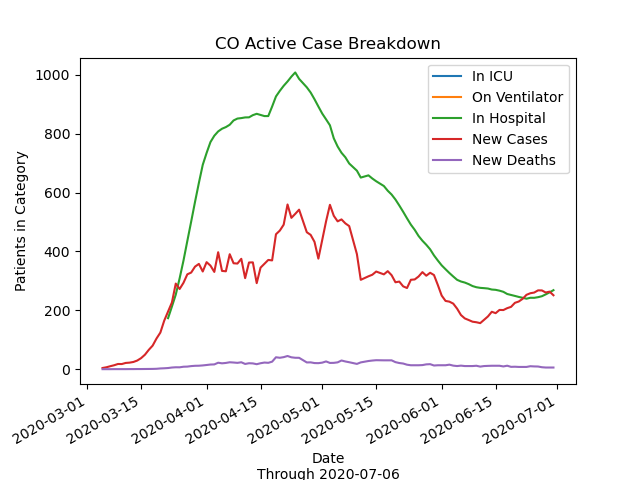 CO Active Case Breakdown
Patients in Category
1000
800
600
400
200
0
In ICU
On Ventilator
In Hospital
New Cases
New Deaths
2020-03-01
2020-03-15
2020-04-01
2020-04-15
2020-05-01
2020-05-15
2020-06-01
2020-06-15
2020-07-01
Date
Through 2020-07-06